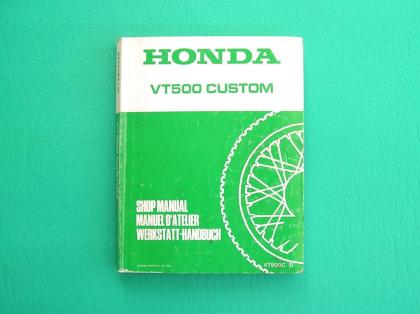 HONDA
VT500 CUSTOM
SHOP MANUAL
MANUEL D'ATELIER
WERKSTATT-HANDBUCH
VT500C D